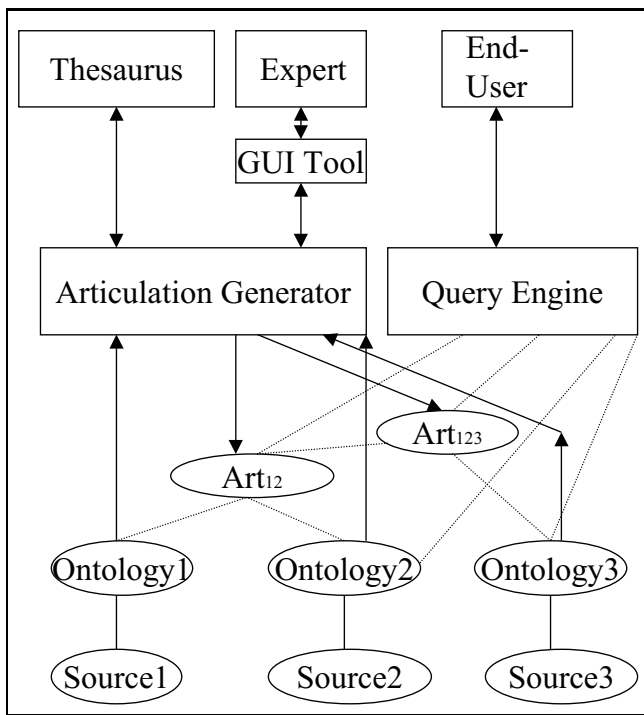 Thesaurus
Expert
End-
User
GUI Tool
Articulation Generator
Query Engine
Art123
Art12
Ontology1
Ontology2
Ontology3
Source1
Source2
Source3